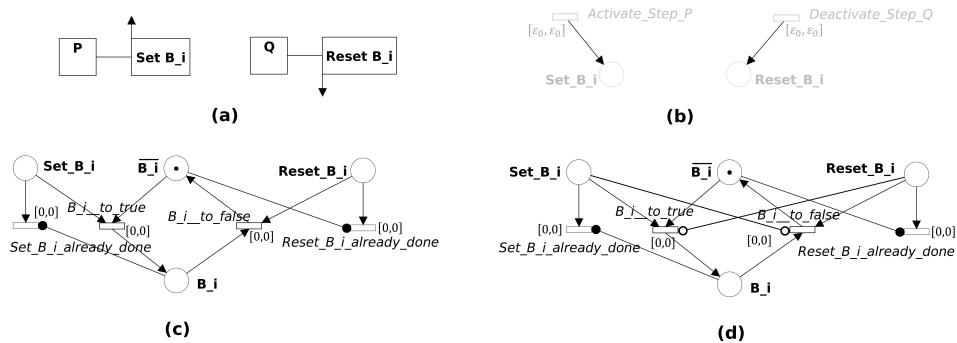 P
Set B_i
Q
Reset B_i
(a)
Activate_Step_P
[ε₀,ε₀]
Set_B_i
Deactivate_Step_Q
[ε₀,ε₀]
Reset_B_i
(b)
Set_B_i
B_i
Reset_B_i
B_i__to_true
B_i__to_false
[0,0]
[0,0]
[0,0]
[0,0]
Set_B_i_already_done
Reset_B_i_already_done
B_i
(c)
Set_B_i
B_i
Reset_B_i
B_i__to_true
B_i__to_false
[0,0]
[0,0]
[0,0]
[0,0]
Set_B_i_already_done
Reset_B_i_already_done
B_i
(d)